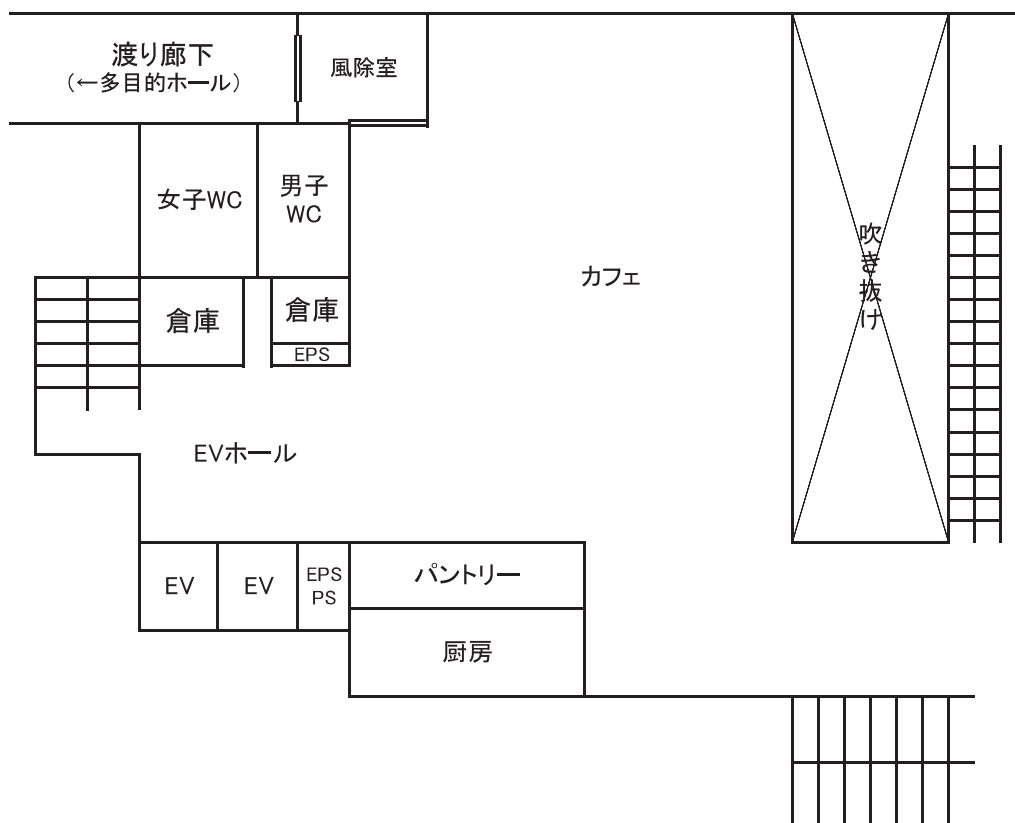 渡り廊下
（←多目的ホール）
風除室
女子WC
男子
WC
吹き抜け
カフェ
倉庫
倉庫
EPS
EVホール
EV
EV
EPS
PS
パントリー
厨房